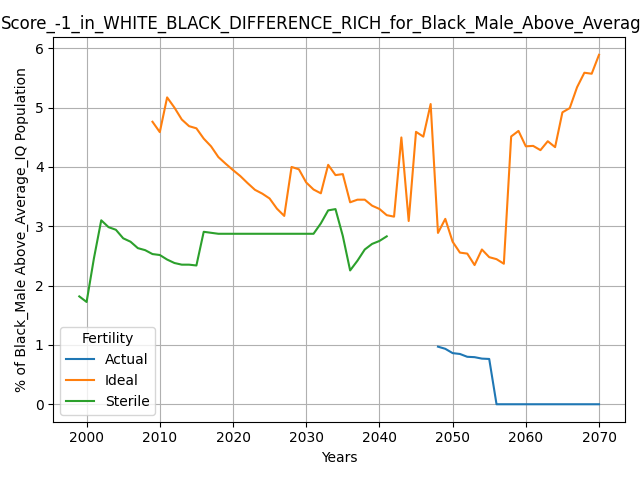 Score_-1_in_WHITE_BLACK_DIFFERENCE_RICH_for_Black_Male_Above_Averag
% of Black_Male Above_Average_IQ Population
6
5
4
3
2
1
0
Fertility
Actual
Ideal
Sterile
2000 2010 2020 2030 2040 2050 2060 2070
Years